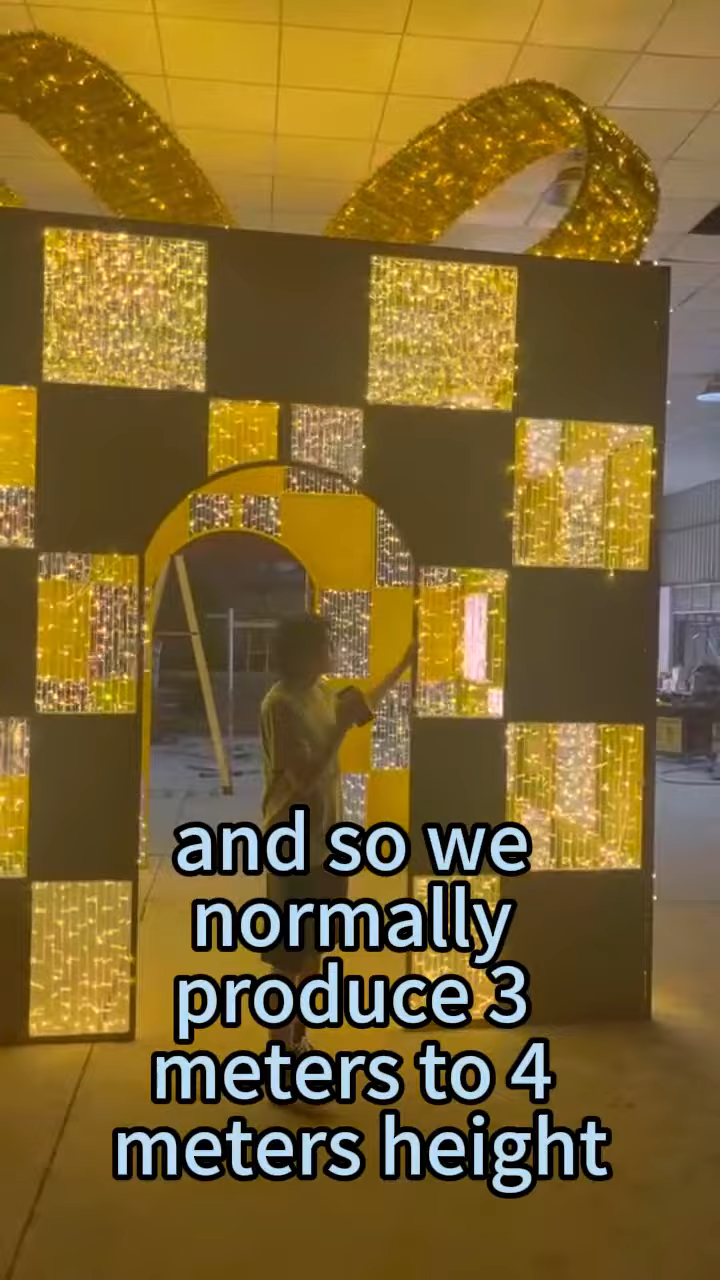 and so we
normally
produce 3
meters to 4
meters height